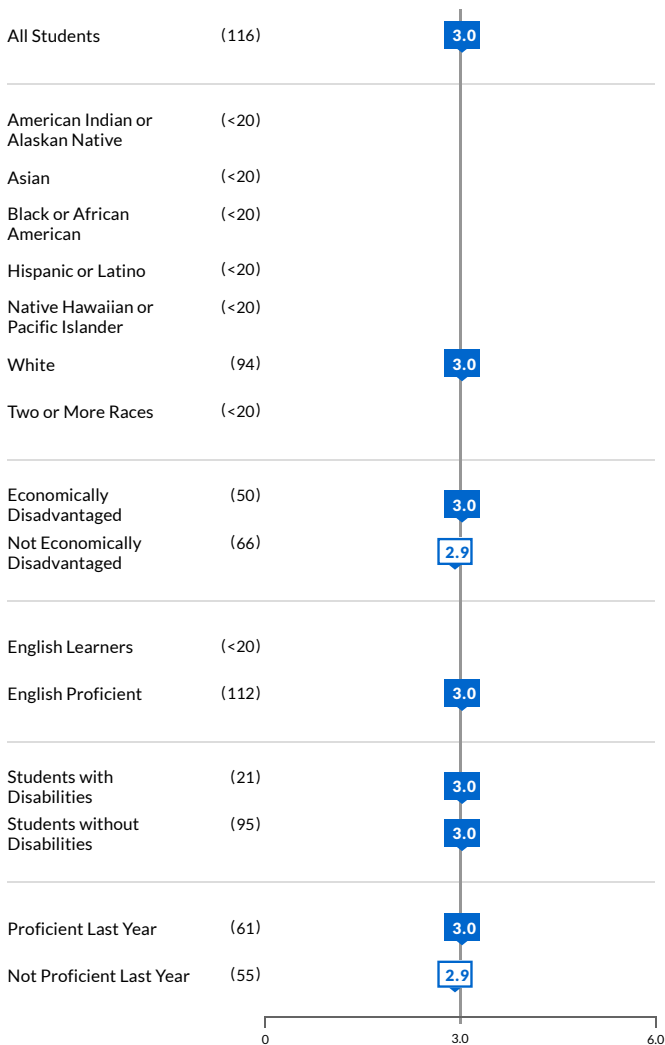 All Students (116) 3.0
American Indian or (<20)
Alaskan Native
Asian (<20)
Black or African (<20)
American
Hispanic or Latino (<20)
Native Hawaiian or (<20)
Pacific Islander
White (94) 3.0
Two or More Races (<20)
Economically (50) 3.0
Disadvantaged
Not Economically (66) 2.9
Disadvantaged
English Learners (<20)
English Proficient (112) 3.0
Students with (21) 3.0
Disabilities
Students without (95) 3.0
Disabilities
Proficient Last Year (61) 3.0
Not Proficient Last Year (55) 2.9
0 3.0 6.0